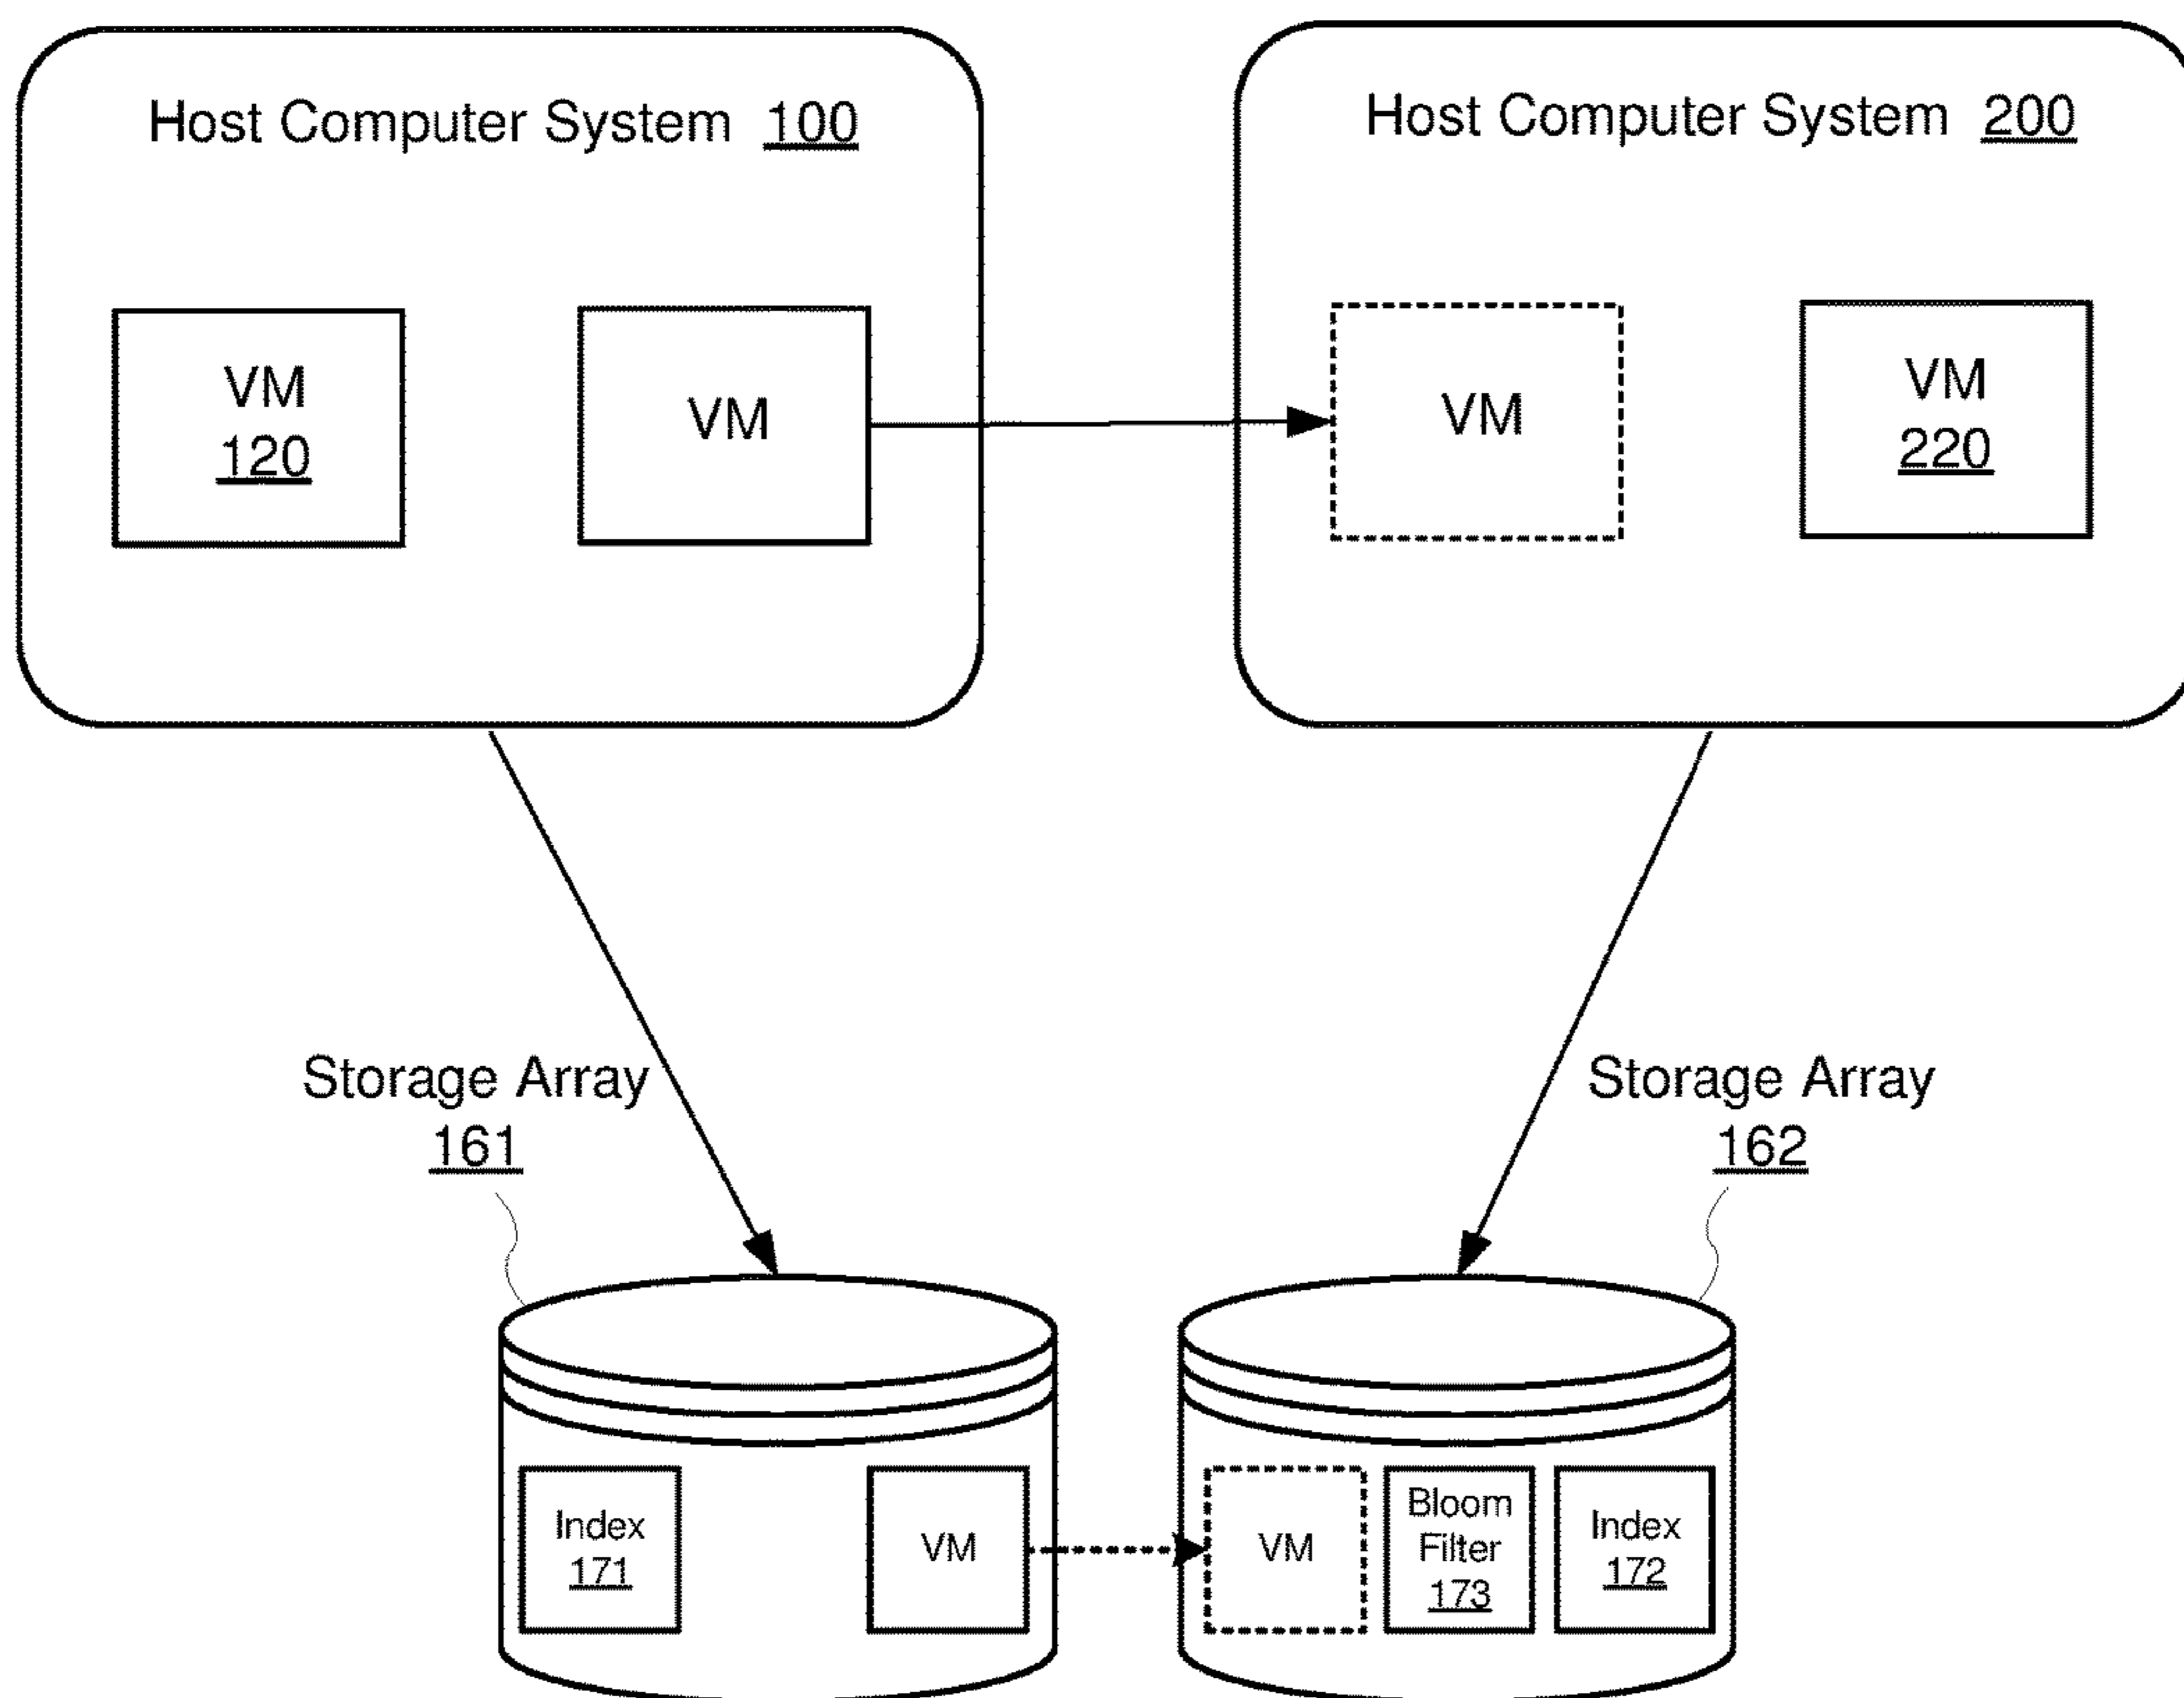 Host Computer System 100
Host Computer System 200
VM
120
VM
VM
VM
220
Storage Array
161
Storage Array
162
Index
171
VM
VM
Bloom
Filter
173
Index
172